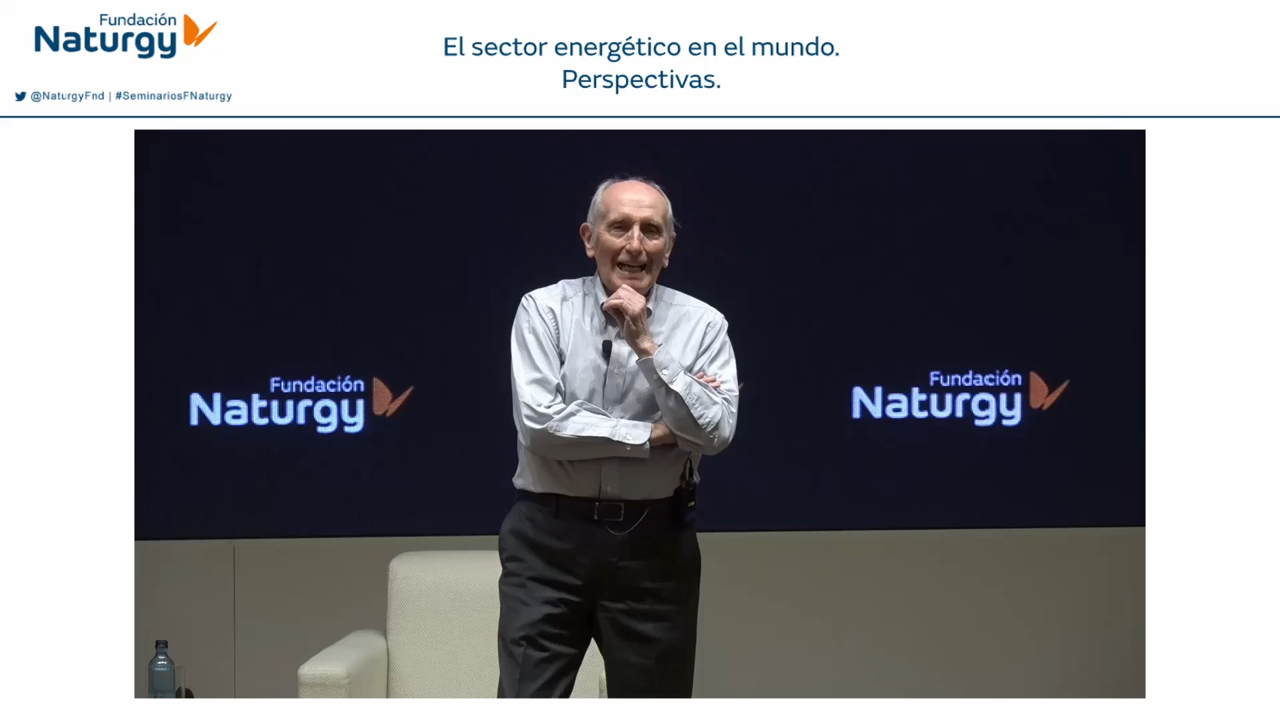 Fundación
Naturgy
@NaturgyFnd | #SeminariosFNaturgy
El sector energético en el mundo.
Perspectivas.
Fundación
Naturgy
Fundación
Naturgy